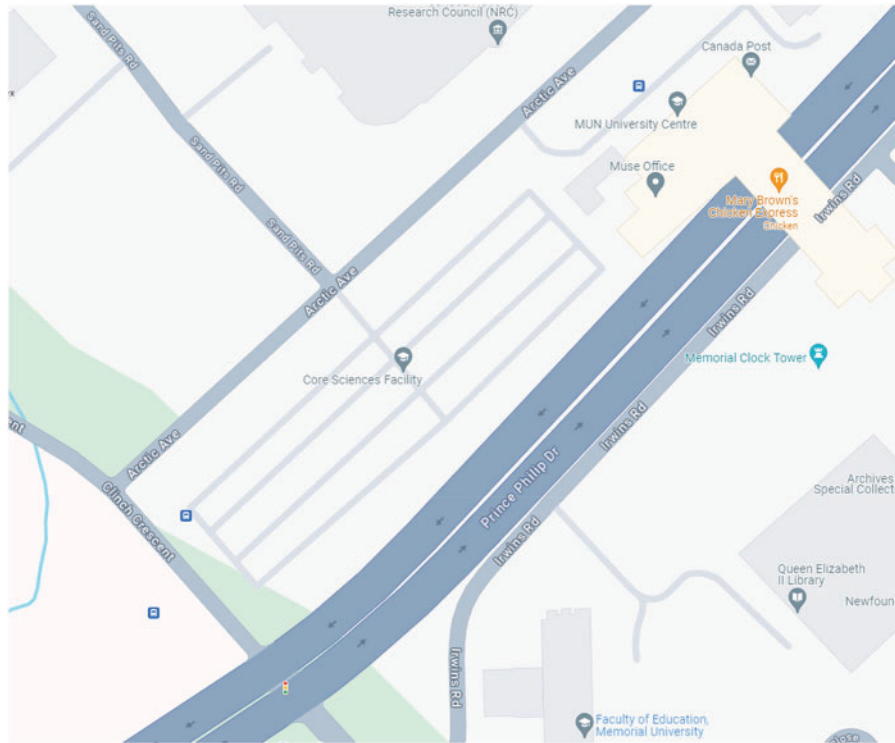 Research Council (NRC)
Sand Pits Rd
Canada Post
Arctic Ave
MUN University Centre
Sand Pits Rd
Muse Office
Mary Brown's
Chicken Express
Chicken
Irwins Rd
Sand Pits Rd
Arctic Ave
Irwins Rd
Memorial Clock Tower
Core Sciences Facility
Irwins Rd
Arctic Ave
ent
Prince Philip Dr
Archives
Special Collect
Clinch Crescent
Irwins Rd
Queen Elizabeth
II Library
Newfoun
Irwins Rd
Faculty of Education,
Memorial University
lose